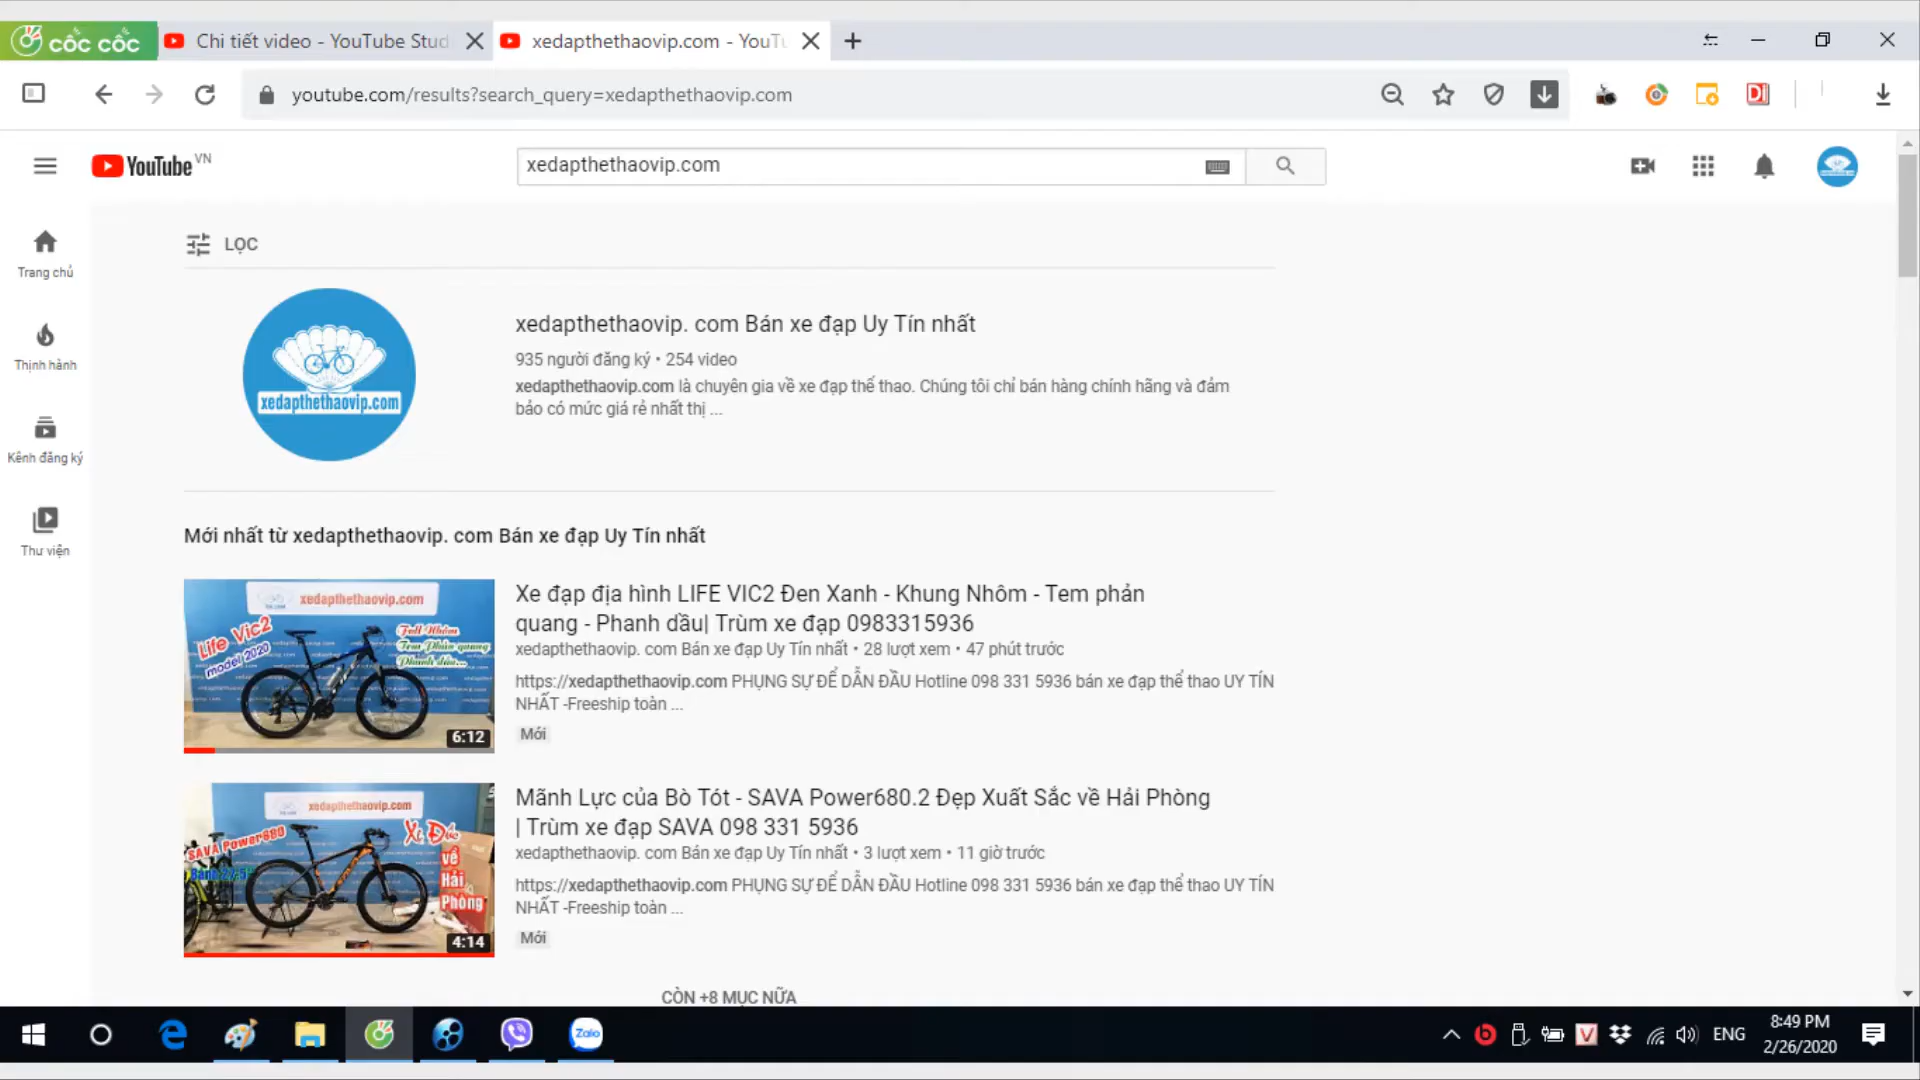 cốc cốc
Chi tiết video - YouTube Stud
xedapthethaovip.com - YouTu
youtube.com/results?search_query=xedapthethaovip.com
YouTube VN
xedapthethaovip.com
LỌC
Trang chủ
Thịnh hành
Kênh đăng ký
Thư viện
xedapthethaovip.com
xedapthethaovip. com Bán xe đạp Uy Tín nhất
935 người đăng ký • 254 video
xedapthethaovip.com là chuyên gia về xe đạp thể thao. Chúng tôi chỉ bán hàng chính hãng và đảm
bảo có mức giá rẻ nhất thị ...
Mới nhất từ xedapthethaovip. com Bán xe đạp Uy Tín nhất
xedapthethaovip.com
Life Vic2
model 2020
Full Nhôm
Tem Phản quang
Phanh dầu...
6:12
Xe đạp địa hình LIFE VIC2 Đen Xanh - Khung Nhôm - Tem phản
quang - Phanh dầu| Trùm xe đạp 0983315936
xedapthethaovip. com Bán xe đạp Uy Tín nhất • 28 lượt xem • 47 phút trước
https://xedapthethaovip.com PHỤNG SỰ ĐỂ DẪN ĐẦU Hotline 098 331 5936 bán xe đạp thể thao UY TÍN
NHẤT -Freeship toàn ...
Mới
xedapthethaovip.com
SAVA Power680
về
Hải
Phòng
4:14
Mãnh Lực của Bò Tót - SAVA Power680.2 Đẹp Xuất Sắc về Hải Phòng
| Trùm xe đạp SAVA 098 331 5936
xedapthethaovip. com Bán xe đạp Uy Tín nhất • 3 lượt xem • 11 giờ trước
https://xedapthethaovip.com PHỤNG SỰ ĐỂ DẪN ĐẦU Hotline 098 331 5936 bán xe đạp thể thao UY TÍN
NHẤT -Freeship toàn ...
Mới
CÒN +8 MỤC NỮA
Zalo
ENG
8:49 PM
2/26/2020